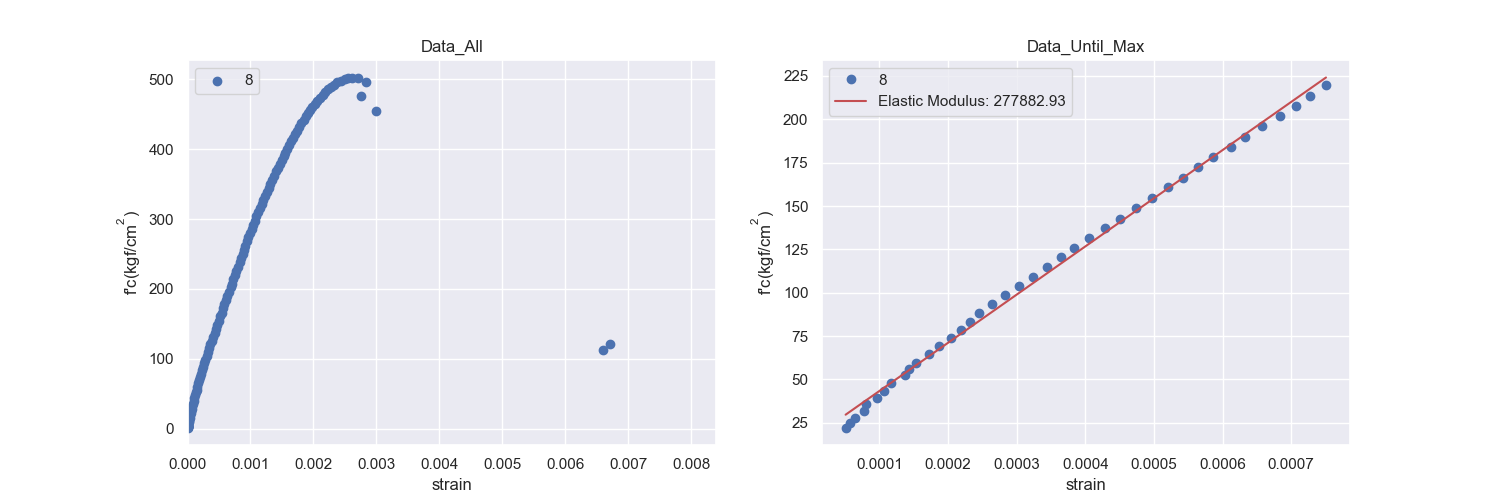 Data_All
8
500
400
300
200
100
0
f'c(kgf/cm²)
0.000 0.001 0.002 0.003 0.004 0.005 0.006 0.007 0.008
strain
Data_Until_Max
8
Elastic Modulus: 277882.93
225
200
175
150
125
100
75
50
25
f'c(kgf/cm²)
0.0001 0.0002 0.0003 0.0004 0.0005 0.0006 0.0007
strain